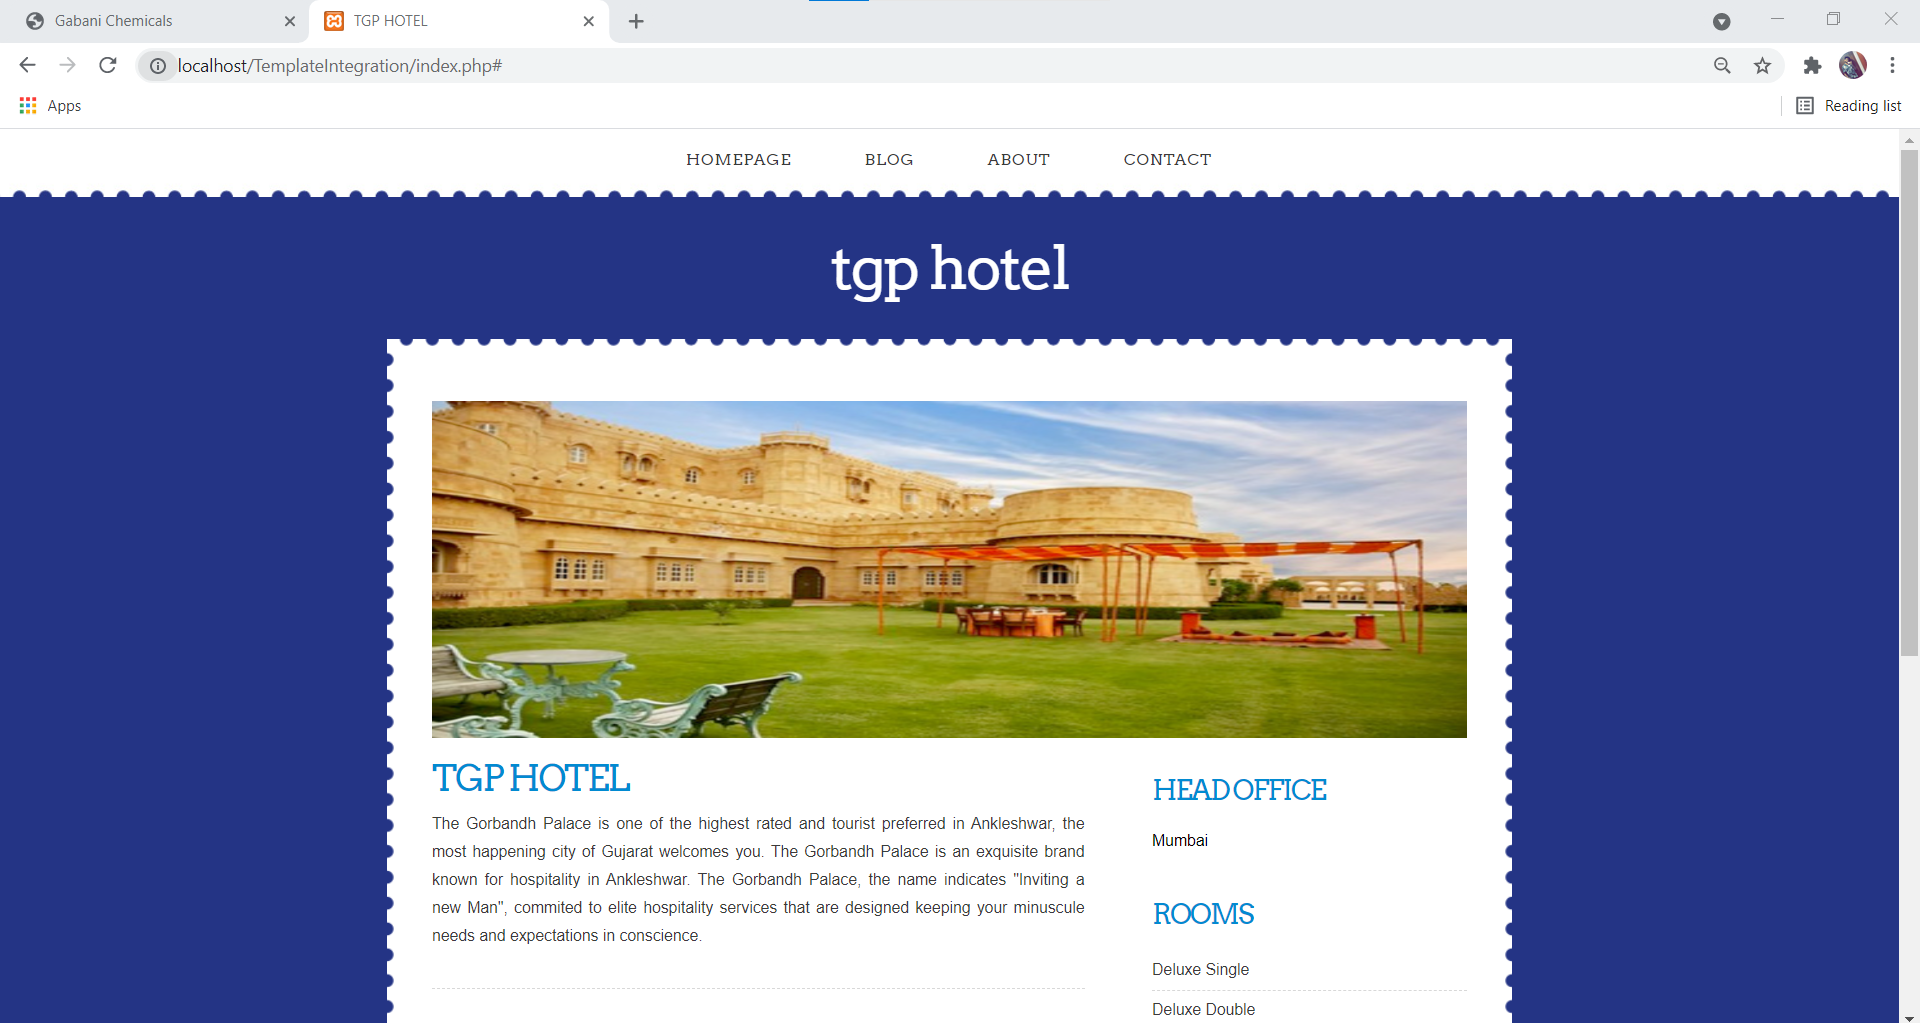 Gabani Chemicals
TGP HOTEL
localhost/TemplateIntegration/index.php#
Apps
Reading list
HOMEPAGE BLOG ABOUT CONTACT
tgp hotel
TGP HOTEL
The Gorbandh Palace is one of the highest rated and tourist preferred in Ankleshwar, the
most happening city of Gujarat welcomes you. The Gorbandh Palace is an exquisite brand
known for hospitality in Ankleshwar. The Gorbandh Palace, the name indicates "Inviting a
new Man", commited to elite hospitality services that are designed keeping your minuscule
needs and expectations in conscience.
HEAD OFFICE
Mumbai
ROOMS
Deluxe Single
Deluxe Double